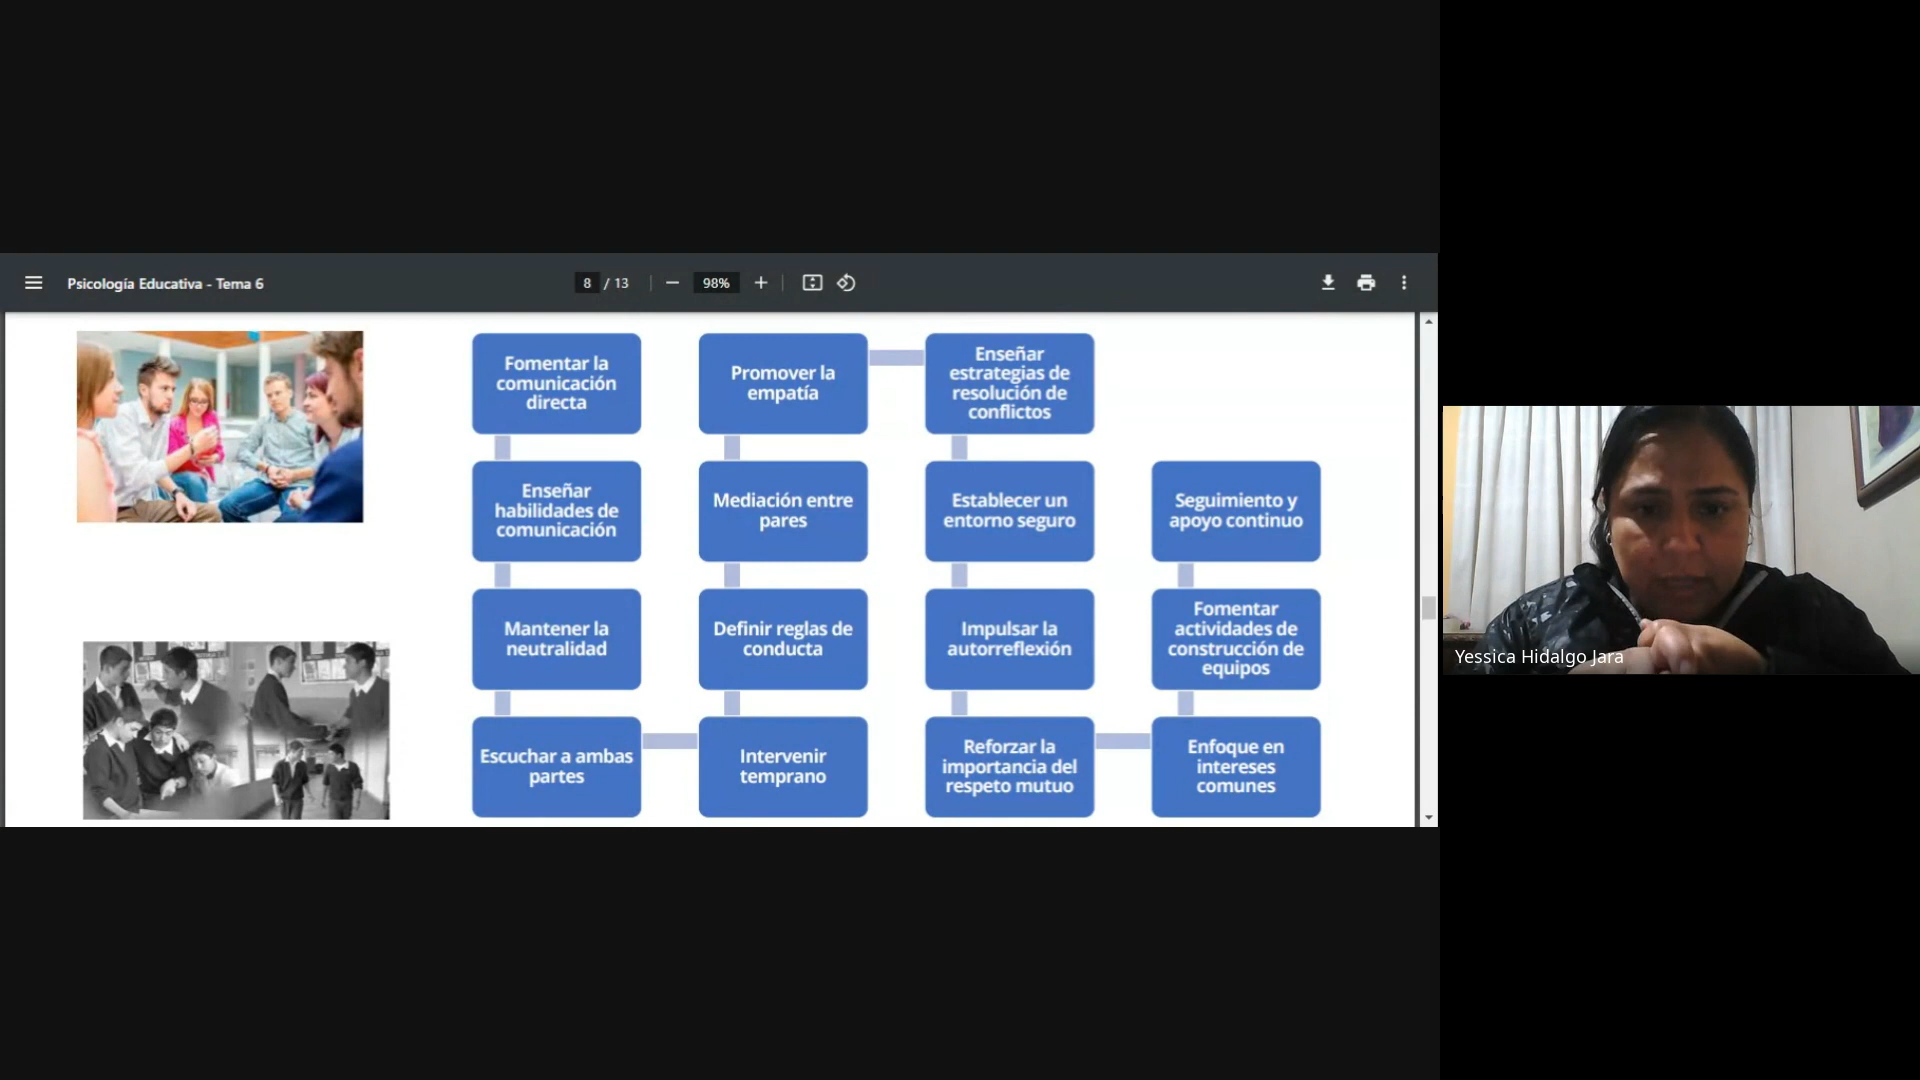 Psicología Educativa - Tema 6
8 / 13
98%
Fomentar la
comunicación
directa
Enseñar
habilidades de
comunicación
Mantener la
neutralidad
Escuchar a ambas
partes
Promover la
empatía
Mediación entre
pares
Definir reglas de
conducta
Intervenir
temprano
Enseñar
estrategias de
resolución de
conflictos
Establecer un
entorno seguro
Impulsar la
autorreflexión
Reforzar la
importancia del
respeto mutuo
Seguimiento y
apoyo continuo
Fomentar
actividades de
construcción de
equipos
Enfoque en
intereses
comunes
Yessica Hidalgo Jara